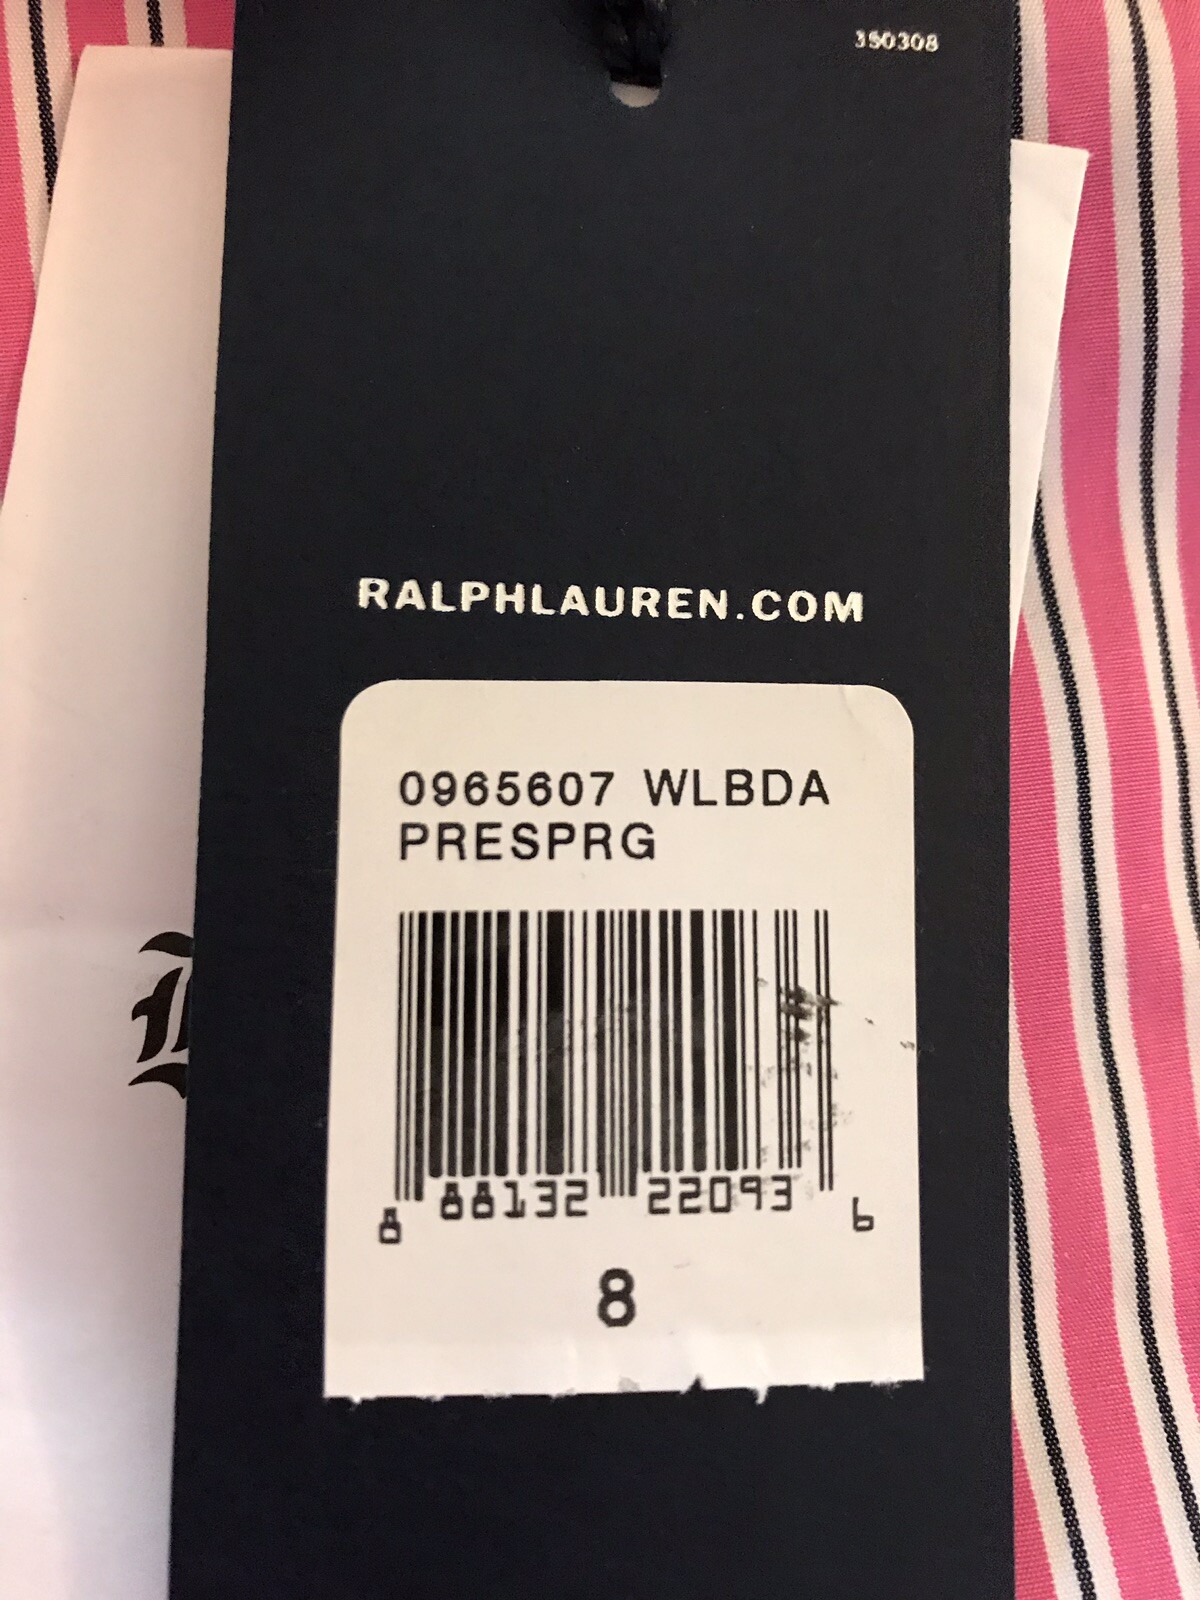 350308
RALPHLAUREN.COM
0965607 WLBDA
PRESPRG
8 88132 22093 6
8